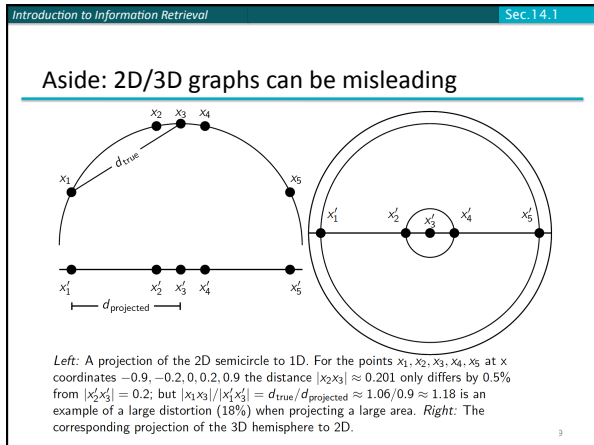 Introduction to Information Retrieval
Sec.14.1
Aside: 2D/3D graphs can be misleading
x₂ x₃ x₄
d_true
x₁
x₅
x′₁ x′₂ x′₃ x′₄ x′₅
d_projected
x′₁ x′₂ x′₃ x′₄ x′₅
Left: A projection of the 2D semicircle to 1D. For the points x₁, x₂, x₃, x₄, x₅ at x
coordinates −0.9, −0.2, 0, 0.2, 0.9 the distance |x₂x₃| ≈ 0.201 only differs by 0.5%
from |x′₂x′₃| = 0.2; but |x₁x₃|/|x′₁x′₃| = d_true/d_projected ≈ 1.06/0.9 ≈ 1.18 is an
example of a large distortion (18%) when projecting a large area. Right: The
corresponding projection of the 3D hemisphere to 2D.
9